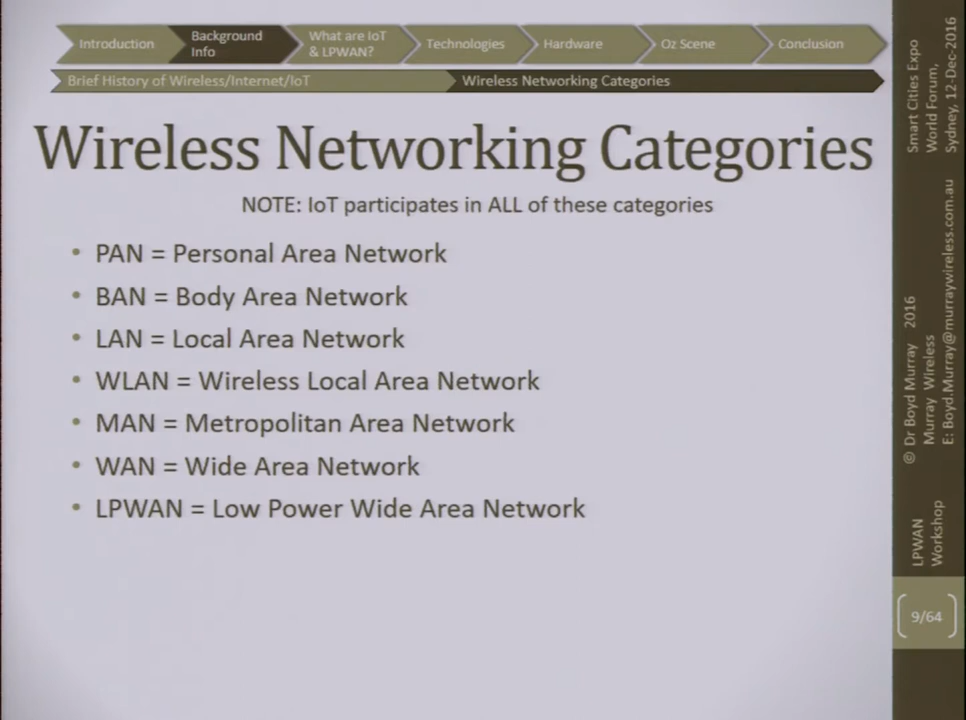 Introduction
Background
Info
What are IoT
& LPWAN?
Technologies
Hardware
Oz Scene
Conclusion
Brief History of Wireless/Internet/IoT
Wireless Networking Categories
Wireless Networking Categories
NOTE: IoT participates in ALL of these categories
• PAN = Personal Area Network
• BAN = Body Area Network
• LAN = Local Area Network
• WLAN = Wireless Local Area Network
• MAN = Metropolitan Area Network
• WAN = Wide Area Network
• LPWAN = Low Power Wide Area Network
Smart Cities Expo
World Forum,
Sydney, 12-Dec-2016
© Dr Boyd Murray 2016
Murray Wireless
E: Boyd.Murray@murraywireless.com.au
LPWAN
Workshop
9/64